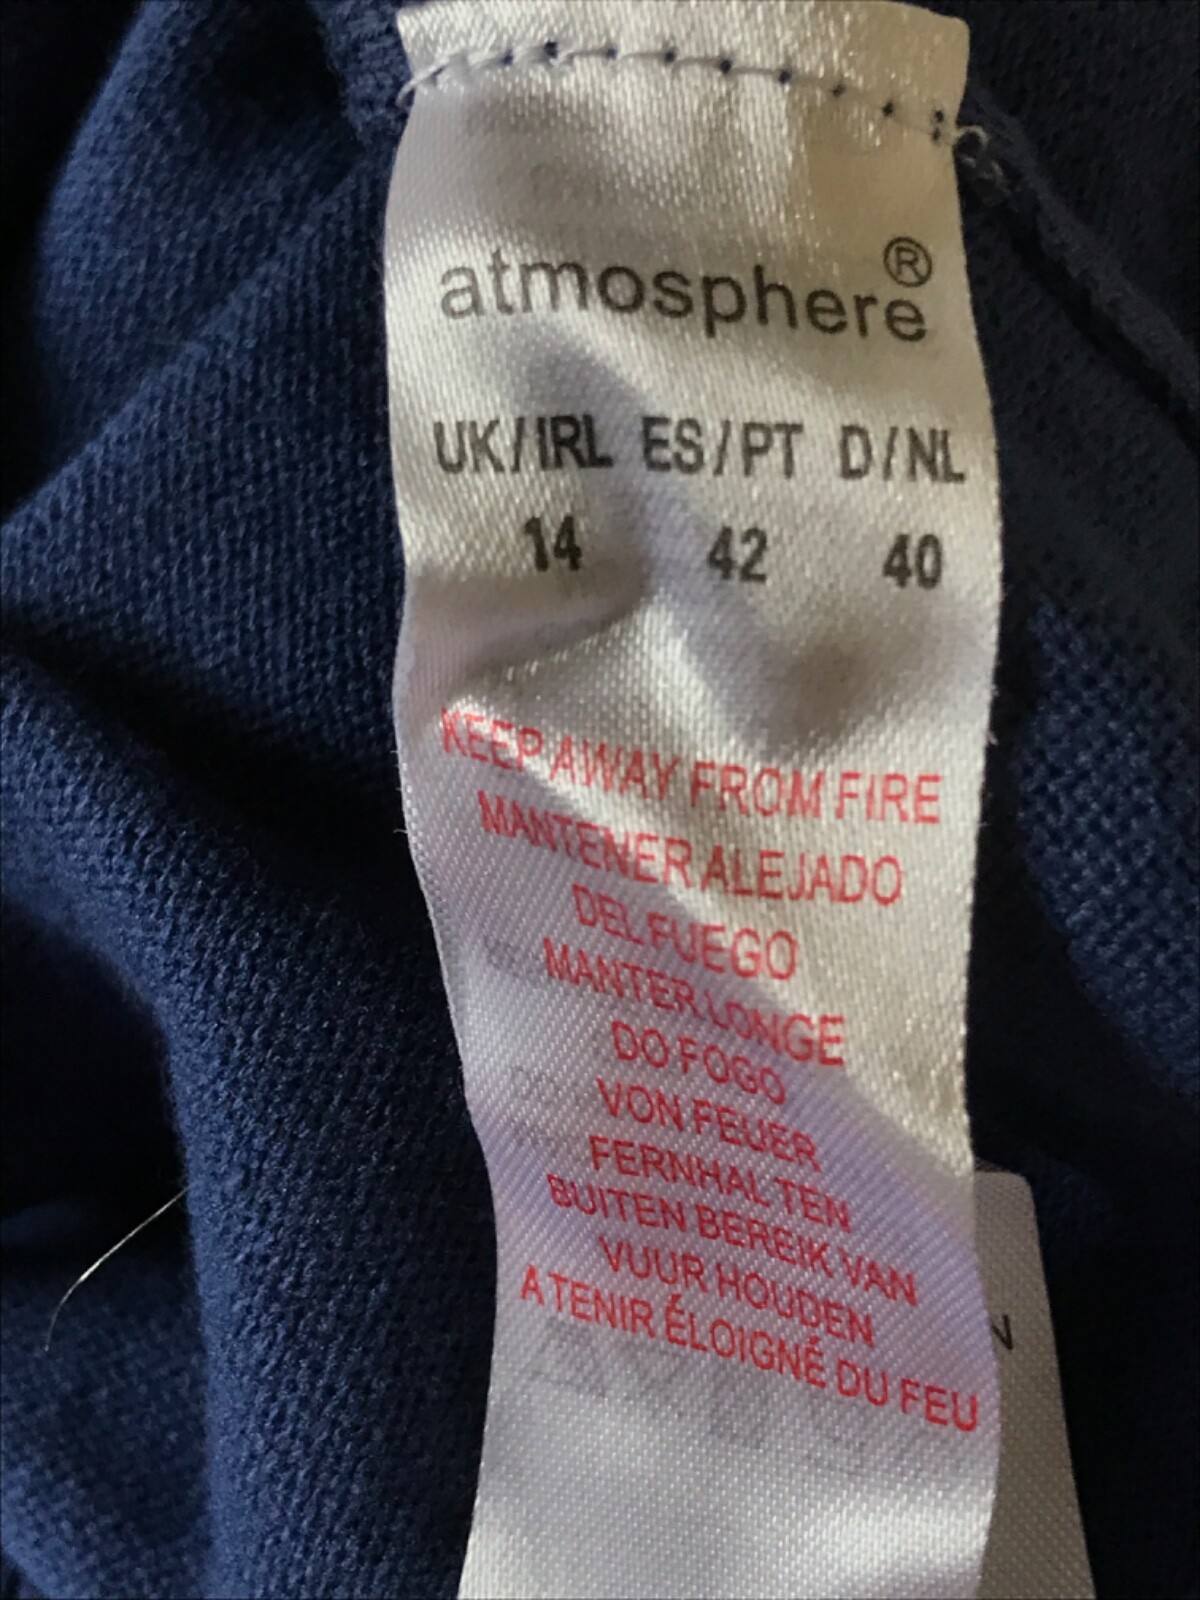 atmosphere®
UK/IRL ES/PT D/NL
14 42 40
KEEP AWAY FROM FIRE
MANTENER ALEJADO
DEL FUEGO
MANTER LONGE
DO FOGO
VON FEUER
FERNHALTEN
BUITEN BEREIK VAN
VUUR HOUDEN
A TENIR ÉLOIGNÉ DU FEU
N